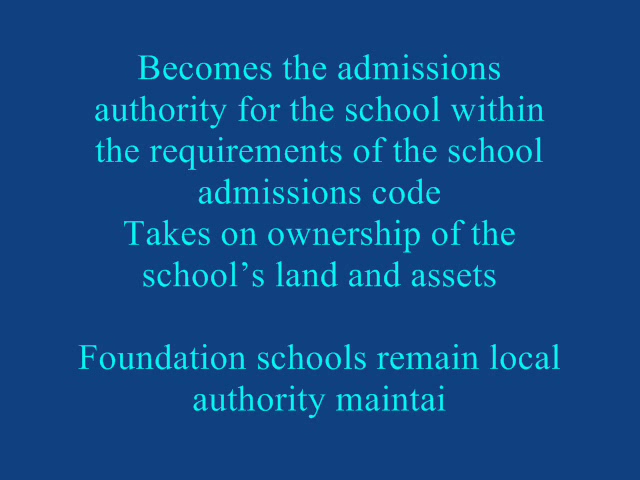 Becomes the admissions
authority for the school within
the requirements of the school
admissions code
Takes on ownership of the
school’s land and assets
Foundation schools remain local
authority maintai